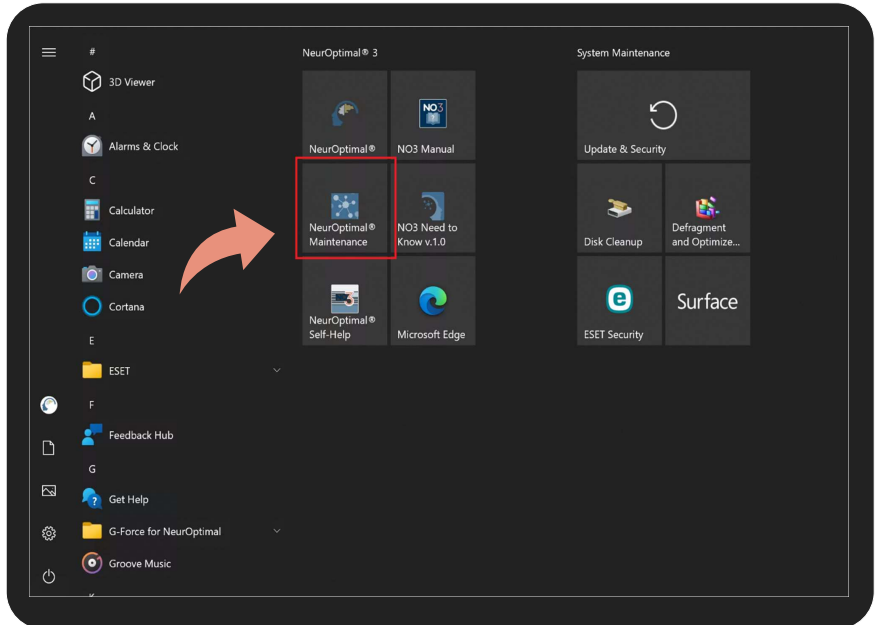 #
3D Viewer
A
Alarms & Clock
C
Calculator
Calendar
Camera
Cortana
E
ESET
F
Feedback Hub
G
Get Help
G-Force for NeurOptimal
Groove Music
NeurOptimal® 3
NeurOptimal®
NO3
NO3 Manual
NeurOptimal®
Maintenance
NO3 Need to
Know v.1.0
3
NeurOptimal®
Self-Help
Microsoft Edge
System Maintenance
Update & Security
Disk Cleanup
Defragment
and Optimize...
e
ESET Security
Surface